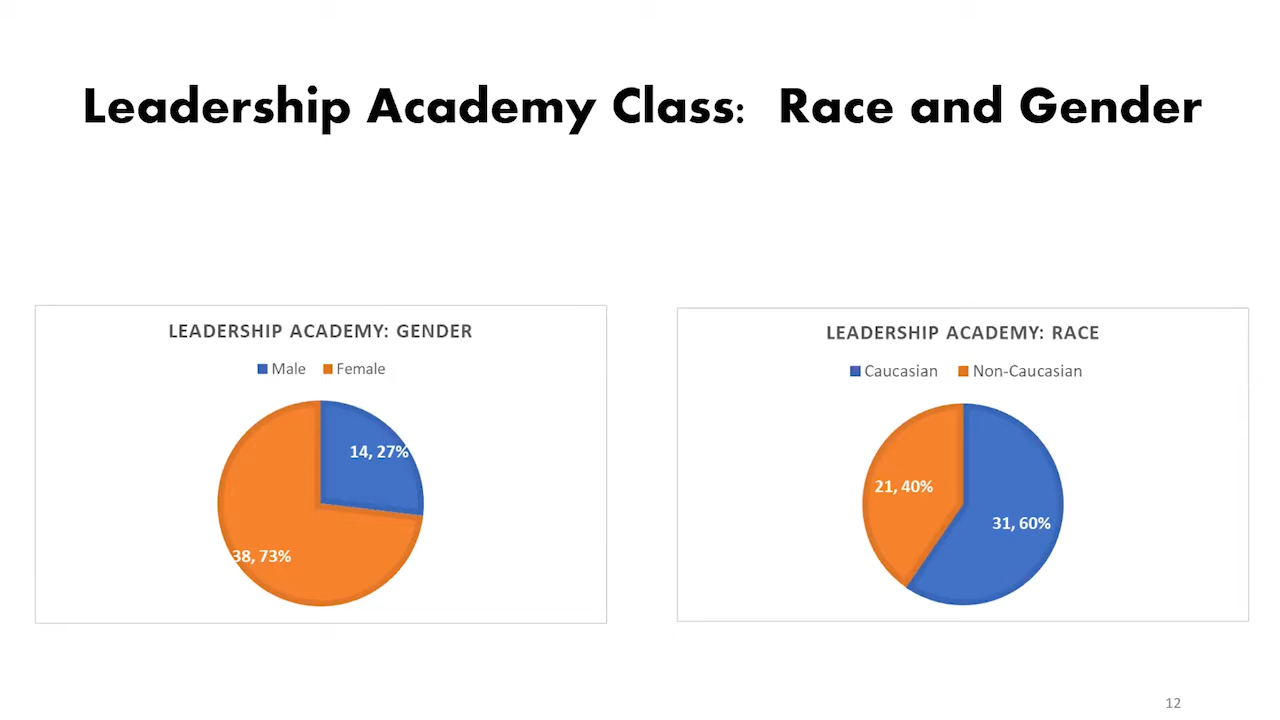 Leadership Academy Class: Race and Gender
LEADERSHIP ACADEMY: GENDER
Male Female
14, 27%
38, 73%
LEADERSHIP ACADEMY: RACE
Caucasian Non-Caucasian
21, 40%
31, 60%
12